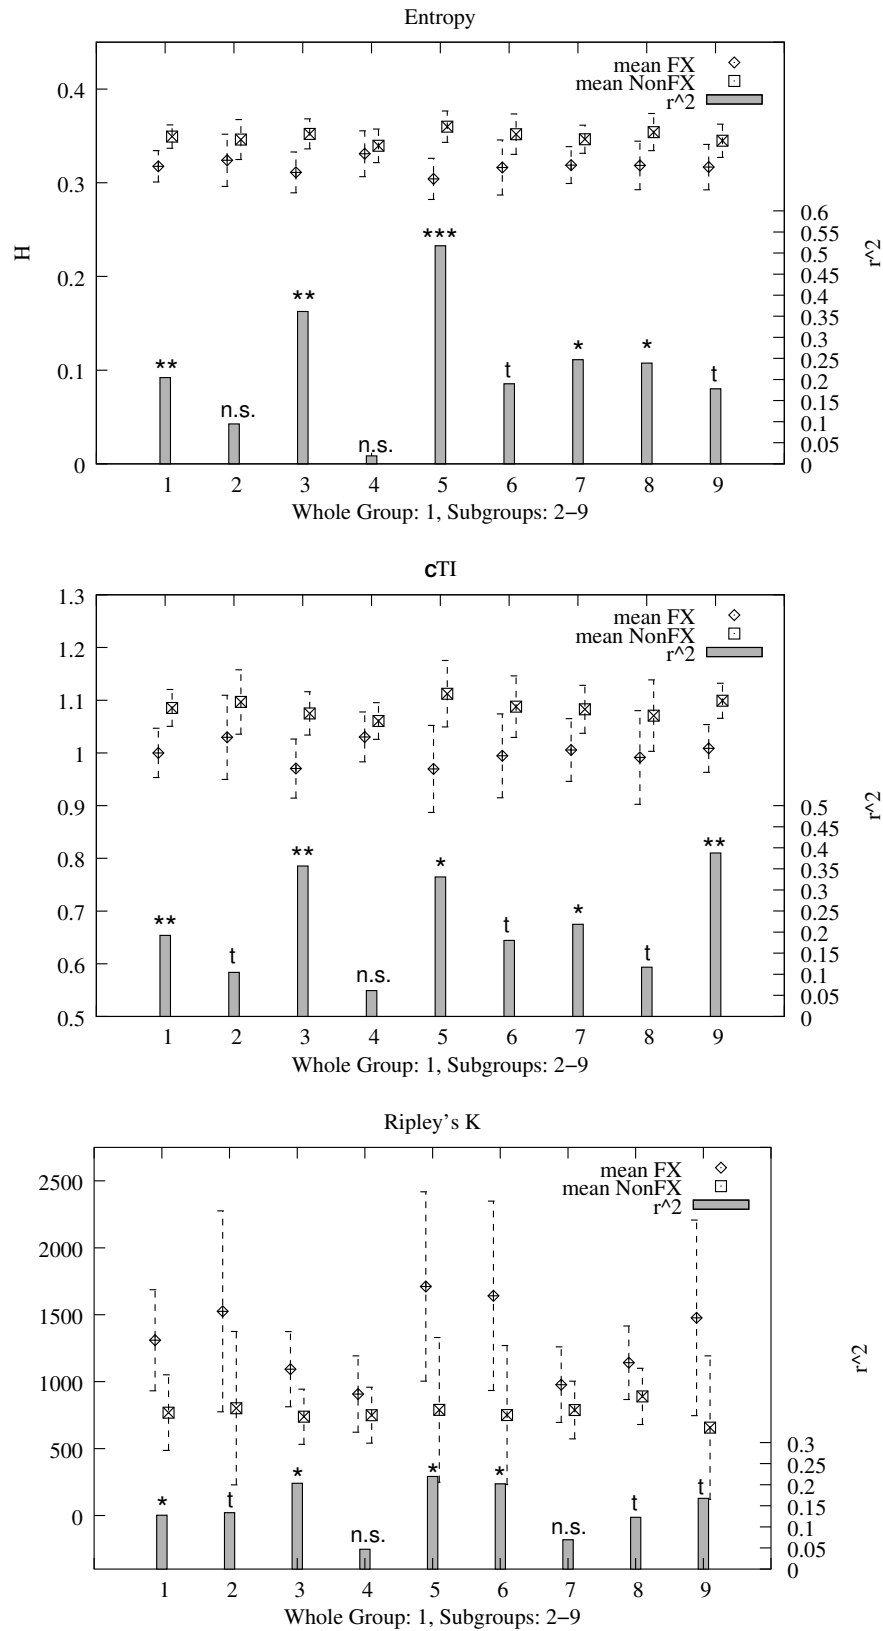 Entropy
mean FX
mean NonFX
r^2
0.4
0.3
0.2
0.1
0
H
0.6
0.55
0.5
0.45
0.4
0.35
0.3
0.25
0.2
0.15
0.1
0.05
0
r^2
** n.s. ** n.s. *** t * * t
1 2 3 4 5 6 7 8 9
Whole Group: 1, Subgroups: 2−9
cTI
mean FX
mean NonFX
r^2
1.3
1.2
1.1
1
0.9
0.8
0.7
0.6
0.5
0.5
0.45
0.4
0.35
0.3
0.25
0.2
0.15
0.1
0.05
0
r^2
** t ** n.s. * t * t **
1 2 3 4 5 6 7 8 9
Whole Group: 1, Subgroups: 2−9
Ripley's K
mean FX
mean NonFX
r^2
2500
2000
1500
1000
500
0
0.3
0.25
0.2
0.15
0.1
0.05
0
r^2
* t * n.s. * * n.s. t t
1 2 3 4 5 6 7 8 9
Whole Group: 1, Subgroups: 2−9